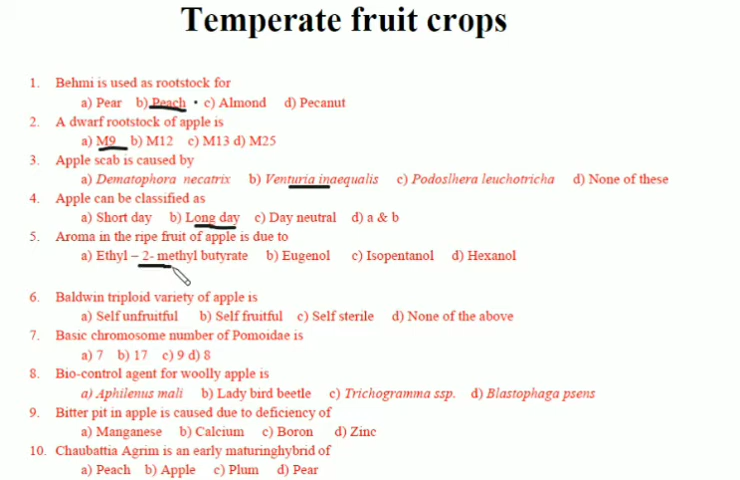 Temperate fruit crops
1. Behmi is used as rootstock for
a) Pear b) Peach c) Almond d) Pecanut
2. A dwarf rootstock of apple is
a) M9 b) M12 c) M13 d) M25
3. Apple scab is caused by
a) Dematophora necatrix b) Venturia inaequalis c) Podoslhera leuchotricha d) None of these
4. Apple can be classified as
a) Short day b) Long day c) Day neutral d) a & b
5. Aroma in the ripe fruit of apple is due to
a) Ethyl – 2- methyl butyrate b) Eugenol c) Isopentanol d) Hexanol
6. Baldwin triploid variety of apple is
a) Self unfruitful b) Self fruitful c) Self sterile d) None of the above
7. Basic chromosome number of Pomoidae is
a) 7 b) 17 c) 9 d) 8
8. Bio-control agent for woolly apple is
a) Aphilenus mali b) Lady bird beetle c) Trichogramma ssp. d) Blastophaga psens
9. Bitter pit in apple is caused due to deficiency of
a) Manganese b) Calcium c) Boron d) Zinc
10. Chaubattia Agrim is an early maturinghybrid of
a) Peach b) Apple c) Plum d) Pear